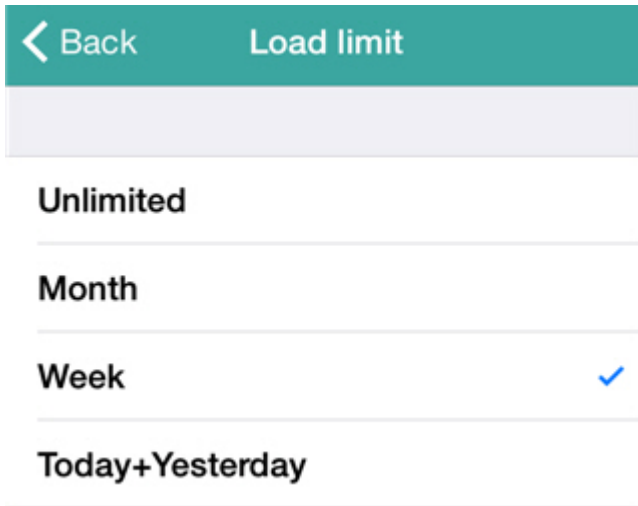 Back Load limit
Unlimited
Month
Week
Today+Yesterday